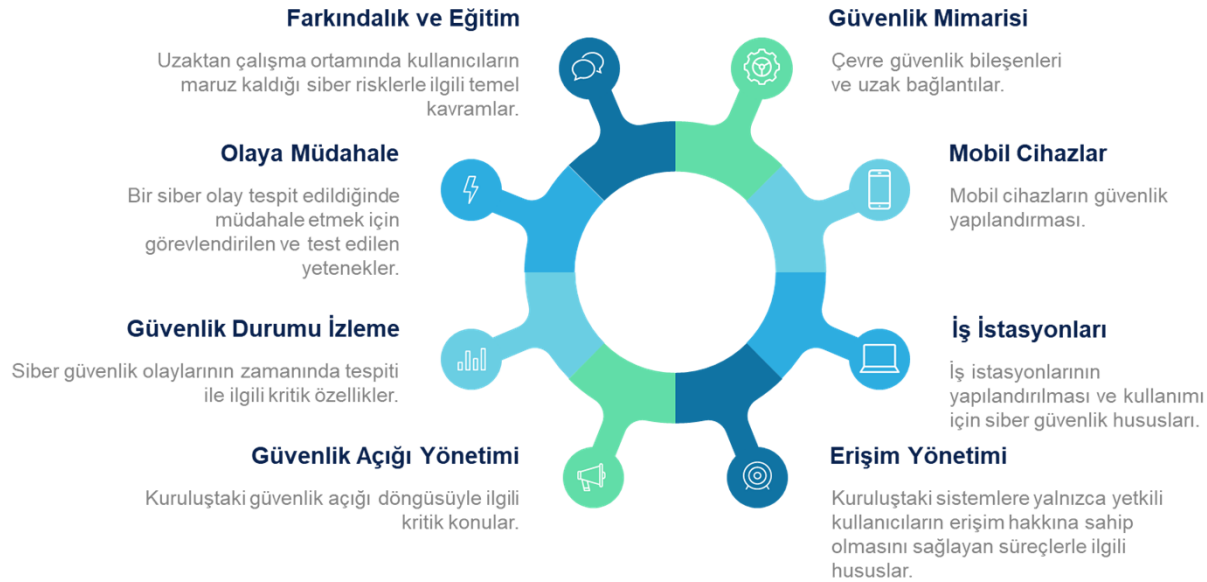 Farkındalık ve Eğitim
Uzaktan çalışma ortamında kullanıcıların
maruz kaldığı siber risklerle ilgili temel
kavramlar.
Olaya Müdahale
Bir siber olay tespit edildiğinde
müdahale etmek için
görevlendirilen ve test edilen
yetenekler.
Güvenlik Durumu İzleme
Siber güvenlik olaylarının zamanında tespiti
ile ilgili kritik özellikler.
Güvenlik Açığı Yönetimi
Kuruluştaki güvenlik açığı döngüsüyle ilgili
kritik konular.
Güvenlik Mimarisi
Çevre güvenlik bileşenleri
ve uzak bağlantılar.
Mobil Cihazlar
Mobil cihazların güvenlik
yapılandırması.
İş İstasyonları
İş istasyonlarının
yapılandırılması ve kullanımı
için siber güvenlik hususları.
Erişim Yönetimi
Kuruluştaki sistemlere yalnızca yetkili
kullanıcıların erişim hakkına sahip
olmasını sağlayan süreçlerle ilgili
hususlar.